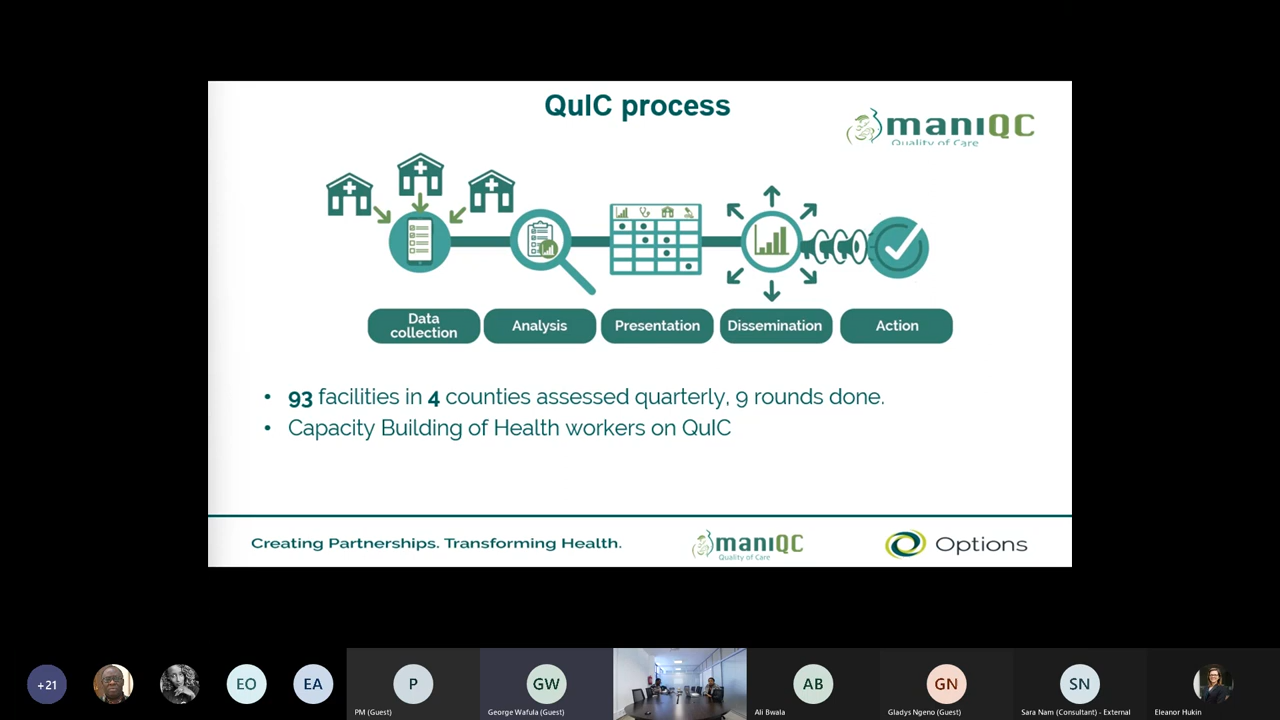 QuIC process
maniQC
Quality of Care
Data
collection
Analysis
Presentation
Dissemination
Action
• 93 facilities in 4 counties assessed quarterly, 9 rounds done.
• Capacity Building of Health workers on QuIC
Creating Partnerships. Transforming Health.
maniQC
Quality of Care
Options
+21
EO
EA
P
PM (Guest)
GW
George Wafula (Guest)
AB
Ali Bwala
GN
Gladys Ngeno (Guest)
SN
Sara Nam (Consultant) - External
Eleanor Hukin